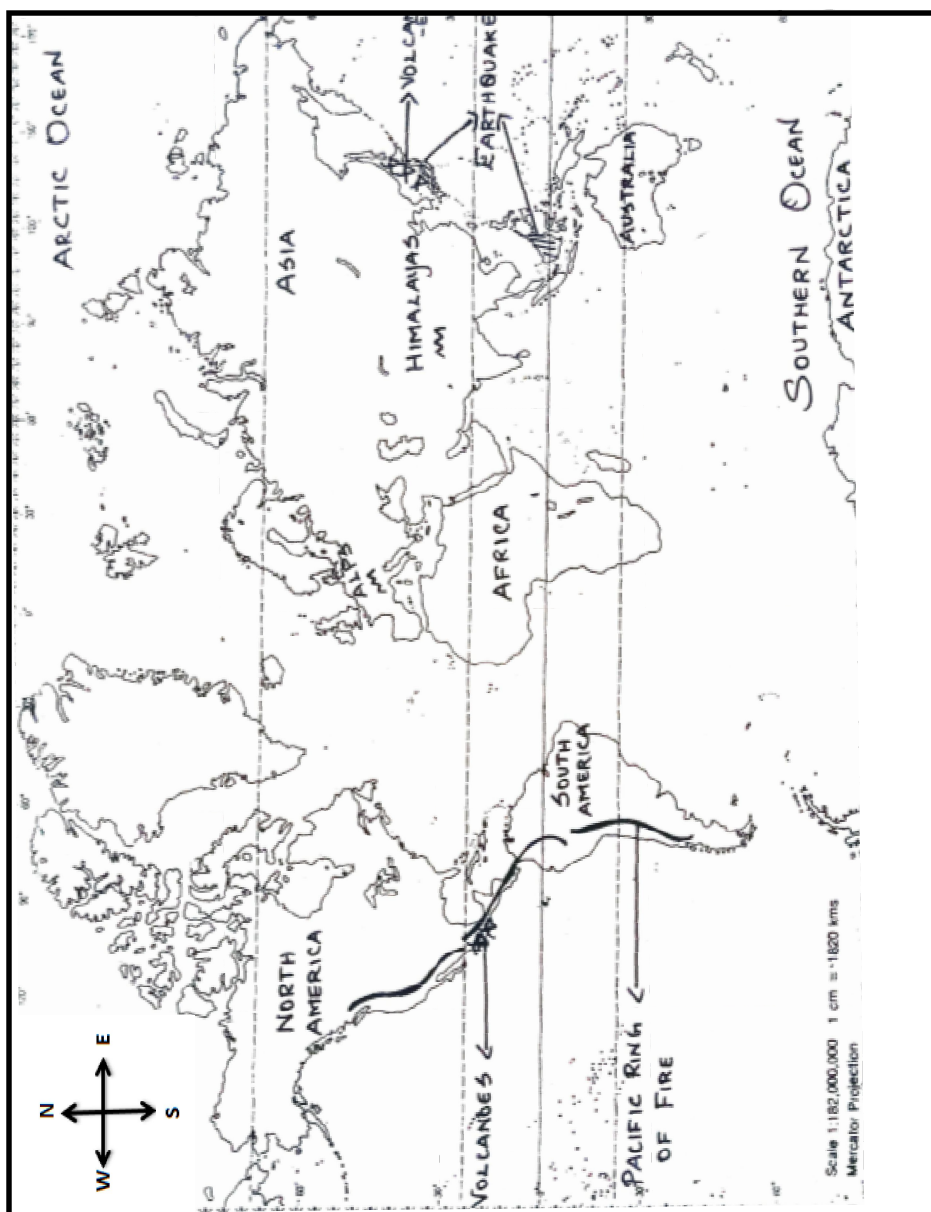 ARCTIC OCEAN
N
W E
S
NORTH
AMERICA
ASIA
ALPS
HIMALAYAS
EARTHQUAKE
VOLCANOES
AFRICA
SOUTH
AMERICA
AUSTRALIA
PACIFIC RING
OF FIRE
SOUTHERN OCEAN
ANTARCTICA
Scale 1:182,000,000 1 cm = 1820 kms
Mercator Projection